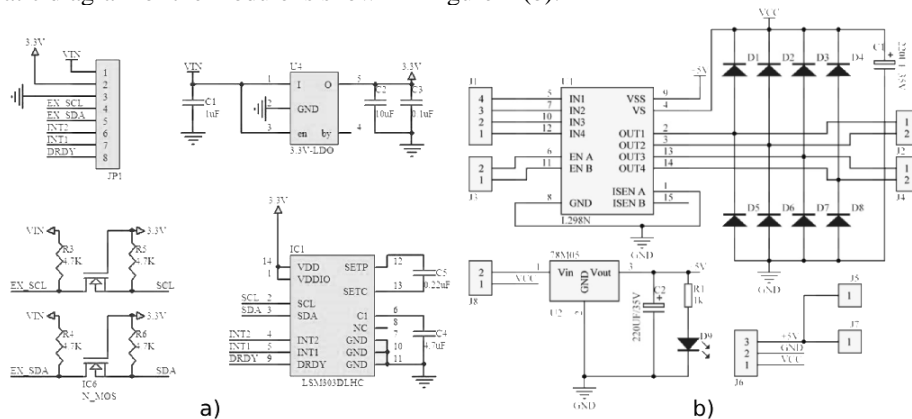 3.3V
VIN
1
2
3
EX_SCL 4
EX_SDA 5
INT2 6
INT1 7
DRDY 8
JP1
VIN
U4
3.3V
1 I O 5
C1
1uF
2 GND
C2
10uF
C3
0.1uF
3 en by 4
3.3V-LDO
VIN 3.3V
R3
4.7K
R5
4.7K
EX_SCL SCL
VIN 3.3V
R4
4.7K
R6
4.7K
EX_SDA SDA
IC6
N_MOS
3.3V
IC1
14 VDD SETP 12
1 VDDIO
C5
0.22uF
SETC 13
SCL 2 SCL
SDA 3 SDA
C1 6
NC 8
GND 7
INT2 4 INT2
INT1 5 INT1
GND 10
DRDY 9 DRDY
GND 11
C4
4.7uF
LSM303DLHC
a)
VCC
D1 D2 D3 D4
C1
5V
J1
4 5 IN1
3 7 IN2
2 10 IN3
1 12 IN4
VSS 9
VS 4
OUT1 2
OUT2 3
OUT3 13
OUT4 14
2 6 EN A
1 11 EN B
J3
ISEN A 1
ISEN B 15
8 GND
L298N
GND
1
2
J2
1
2
J4
D5 D6 D7 D8
GND
78M05
2
1 VCC
J8
1 Vin Vout 3
GND
U2 2
5V
C2
220UF/35V
R1
1k
D9
GND
J5
1
J7
1
3 +5V
2 GND
1 VCC
J6
b)